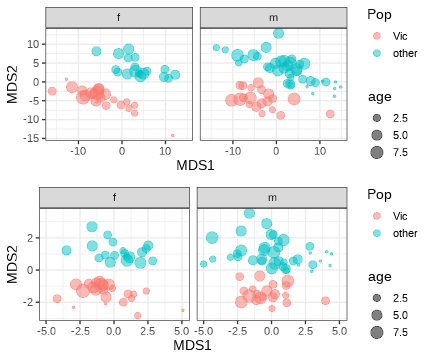 f m
Pop
Vic
other
age
2.5
5.0
7.5
MDS2
10
5
0
-5
-10
-15
-10 0 10 -10 0 10
MDS1
f m
Pop
Vic
other
age
2.5
5.0
7.5
MDS2
2
0
-2
-5.0 -2.5 0.0 2.5 5.0 -5.0 -2.5 0.0 2.5 5.0
MDS1